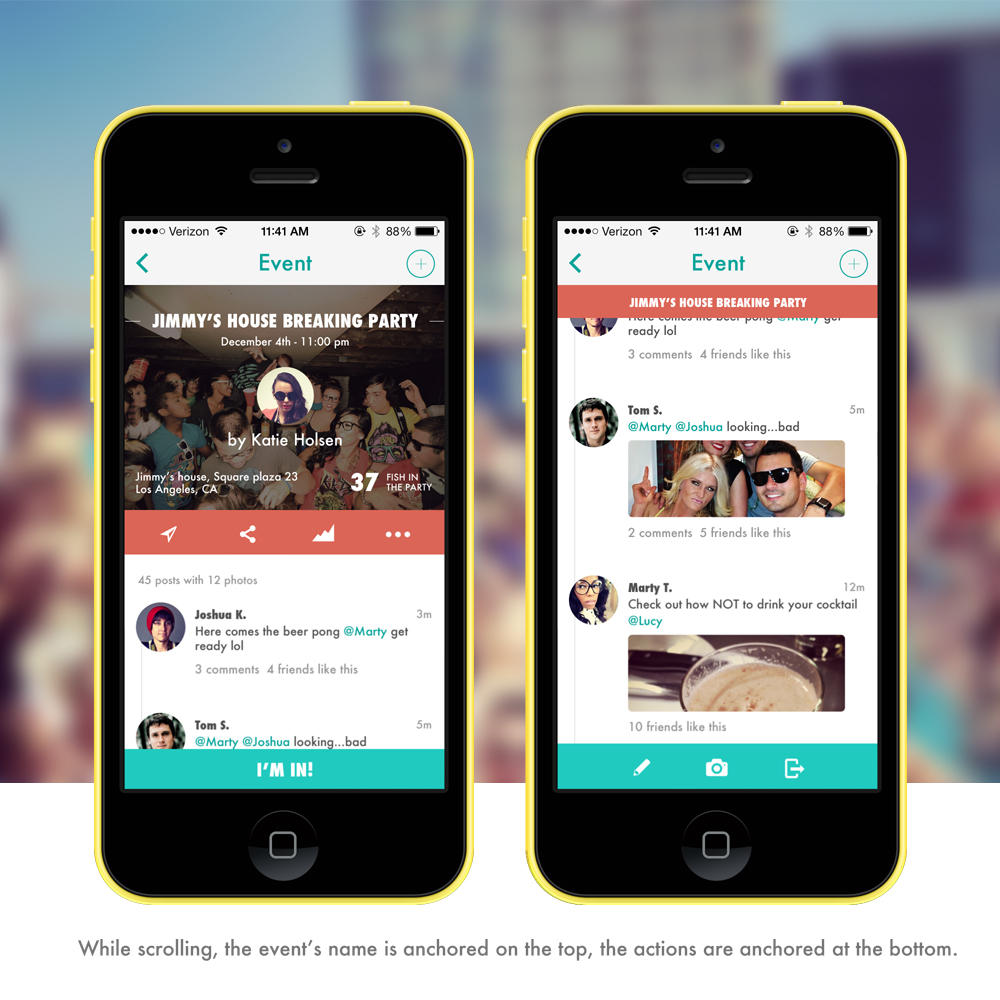 Verizon 11:41 AM 88%
Event
JIMMY'S HOUSE BREAKING PARTY
December 4th - 11:00 pm
by Katie Holsen
Jimmy's house, Square plaza 23
Los Angeles, CA
37 FISH IN
THE PARTY
45 posts with 12 photos
Joshua K. 3m
Here comes the beer pong @Marty get
ready lol
3 comments 4 friends like this
Tom S. 5m
@Marty @Joshua looking...bad
I'M IN!
Verizon 11:41 AM 88%
Event
JIMMY'S HOUSE BREAKING PARTY
Here comes the beer pong @Marty get
ready lol
3 comments 4 friends like this
Tom S. 5m
@Marty @Joshua looking...bad
2 comments 5 friends like this
Marty T. 12m
Check out how NOT to drink your cocktail
@Lucy
10 friends like this
While scrolling, the event's name is anchored on the top, the actions are anchored at the bottom.